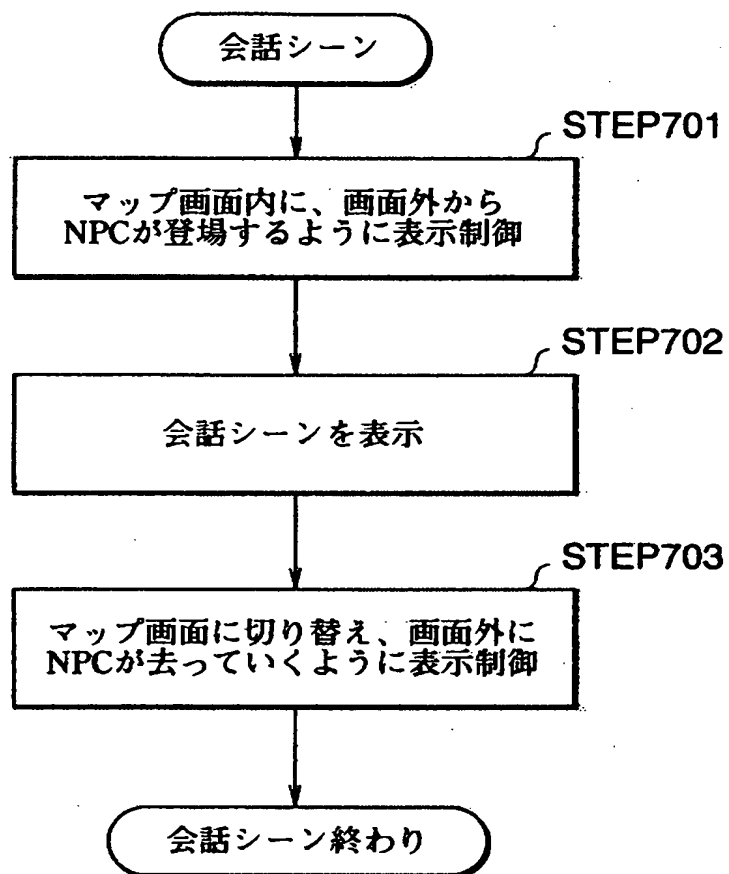 会話シーン
STEP701
マップ画面内に、画面外から
NPCが登場するように表示制御
STEP702
会話シーンを表示
STEP703
マップ画面に切り替え、画面外に
NPCが去っていくように表示制御
会話シーン終わり